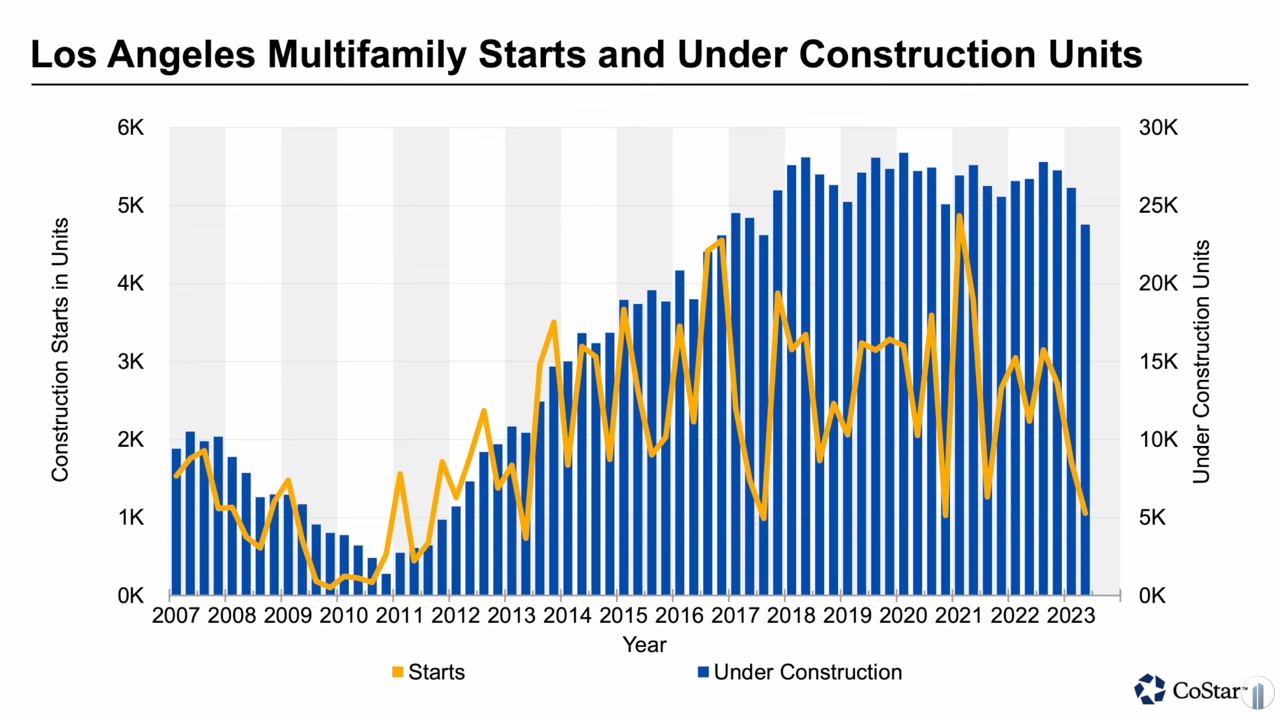 Los Angeles Multifamily Starts and Under Construction Units
6K
30K
5K
25K
4K
20K
3K
15K
2K
10K
1K
5K
0K
0K
Construction Starts in Units
Under Construction Units
2007 2008 2009 2010 2011 2012 2013 2014 2015 2016 2017 2018 2019 2020 2021 2022 2023
Year
Starts
Under Construction
CoStar™